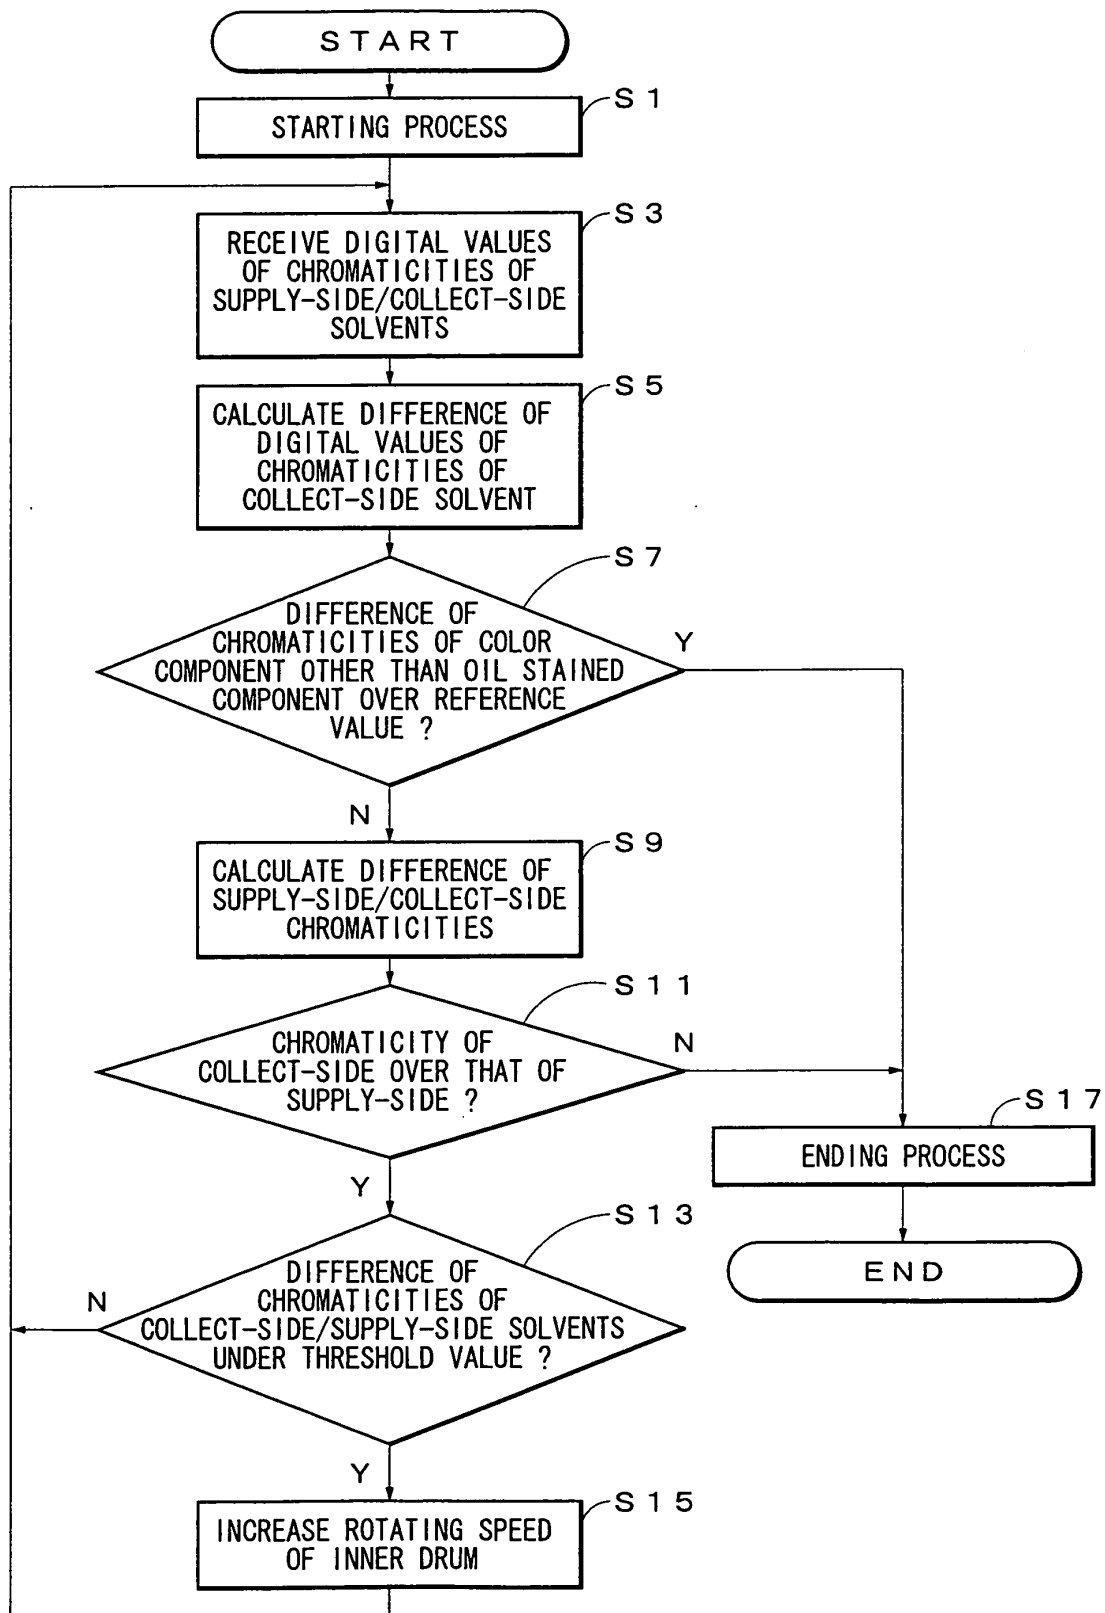 START
S1
STARTING PROCESS
S3
RECEIVE DIGITAL VALUES
OF CHROMATICITIES OF
SUPPLY-SIDE/COLLECT-SIDE
SOLVENTS
S5
CALCULATE DIFFERENCE OF
DIGITAL VALUES OF
CHROMATICITIES OF
COLLECT-SIDE SOLVENT
S7
DIFFERENCE OF
CHROMATICITIES OF COLOR
COMPONENT OTHER THAN OIL STAINED
COMPONENT OVER REFERENCE
VALUE ?
Y
N
S9
CALCULATE DIFFERENCE OF
SUPPLY-SIDE/COLLECT-SIDE
CHROMATICITIES
S11
CHROMATICITY OF
COLLECT-SIDE OVER THAT OF
SUPPLY-SIDE ?
N
Y
S17
ENDING PROCESS
END
S13
DIFFERENCE OF
CHROMATICITIES OF
COLLECT-SIDE/SUPPLY-SIDE SOLVENTS
UNDER THRESHOLD VALUE ?
N
Y
S15
INCREASE ROTATING SPEED
OF INNER DRUM